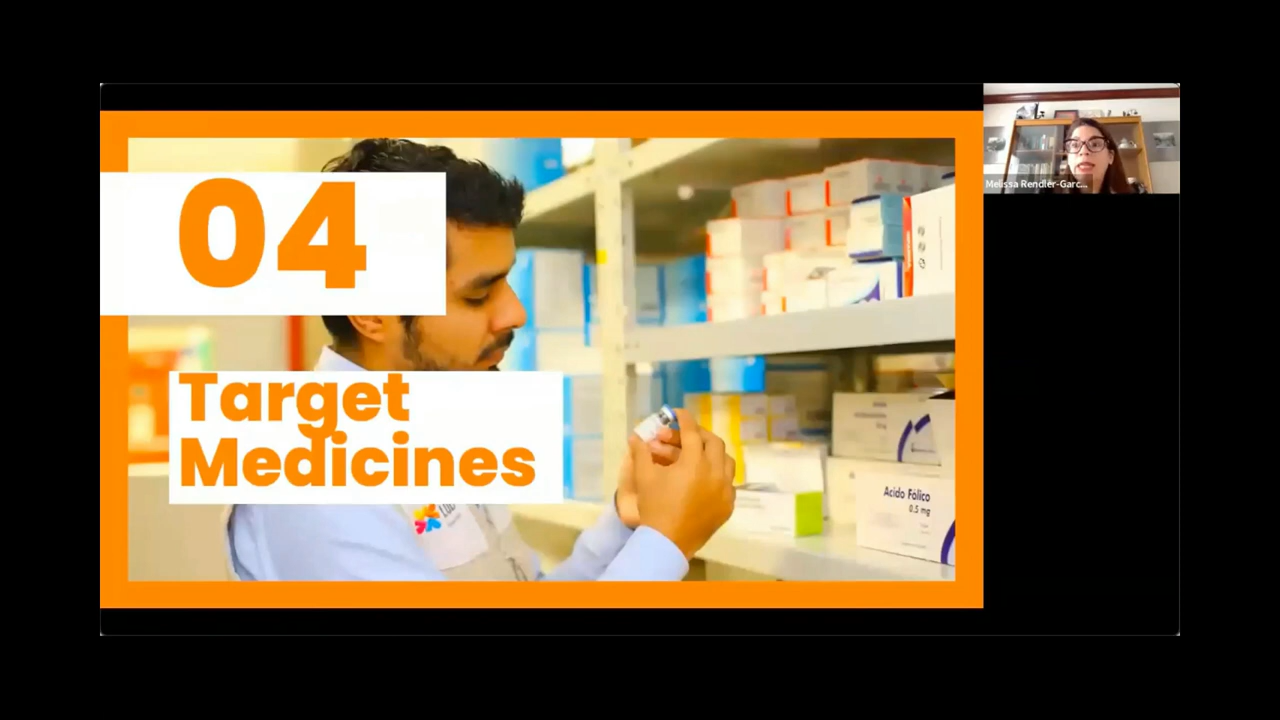 04
Target
Medicines
Acido Fólico
0.5 mg
Melissa Rendler-Garc...